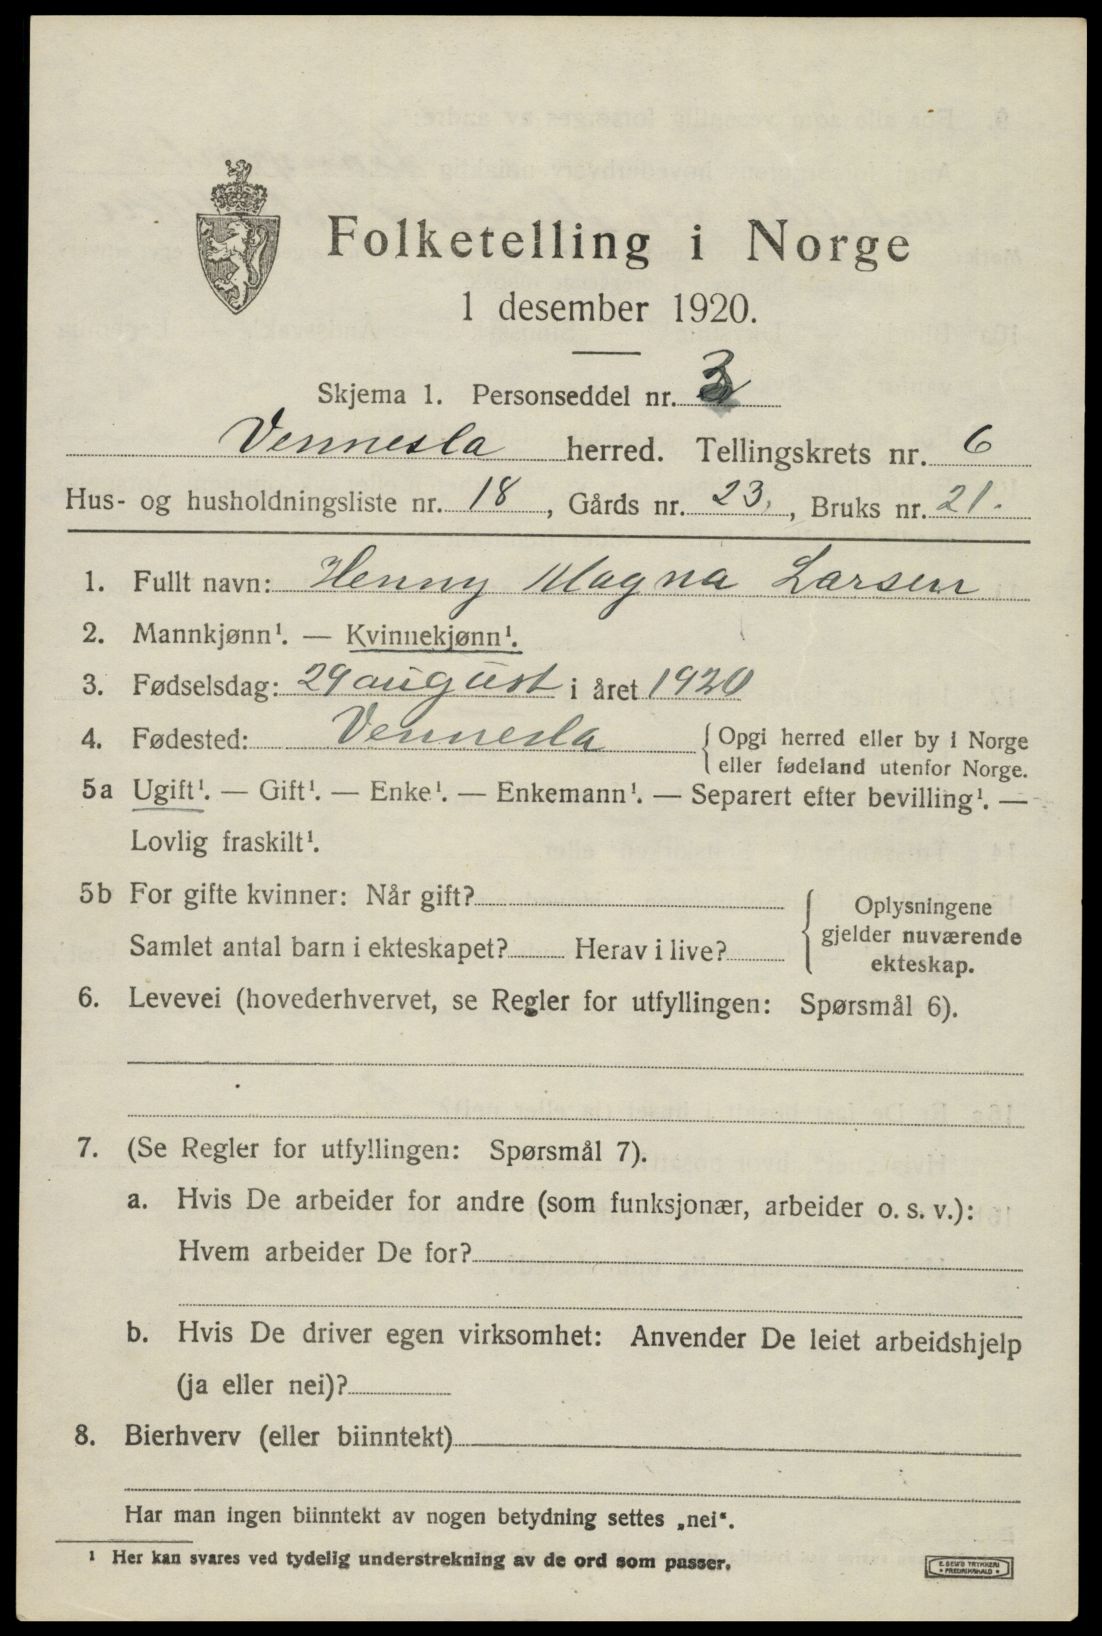 Folketelling i Norge
1 desember 1920.
Skjema 1. Personseddel nr. 3
Vennesla herred. Tellingskrets nr. 6
Hus- og husholdningsliste nr. 18, Gårds nr. 23, Bruks nr. 21.
1. Fullt navn: Henny Magna Larsen
2. Mannkjønn¹. — Kvinnekjønn¹.
3. Fødselsdag: 29 august i året 1920
4. Fødested: Vennesla { Opgi herred eller by i Norge
eller fødeland utenfor Norge.
5a Ugift¹. — Gift¹. — Enke¹. — Enkemann¹. — Separert efter bevilling¹. —
Lovlig fraskilt¹.
5b For gifte kvinner: Når gift?
Samlet antal barn i ekteskapet? Herav i live?
{ Oplysningene
gjelder nuværende
ekteskap.
6. Levevei (hovederhvervet, se Regler for utfyllingen: Spørsmål 6).
7. (Se Regler for utfyllingen: Spørsmål 7).
a. Hvis De arbeider for andre (som funksjonær, arbeider o. s. v.):
Hvem arbeider De for?
b. Hvis De driver egen virksomhet: Anvender De leiet arbeidshjelp
(ja eller nei)?
8. Bierhverv (eller biinntekt)
Har man ingen biinntekt av nogen betydning settes „nei".
¹ Her kan svares ved tydelig understrekning av de ord som passer.
E. SEM'S TRYKKERI
• FREDRIKSHALD •